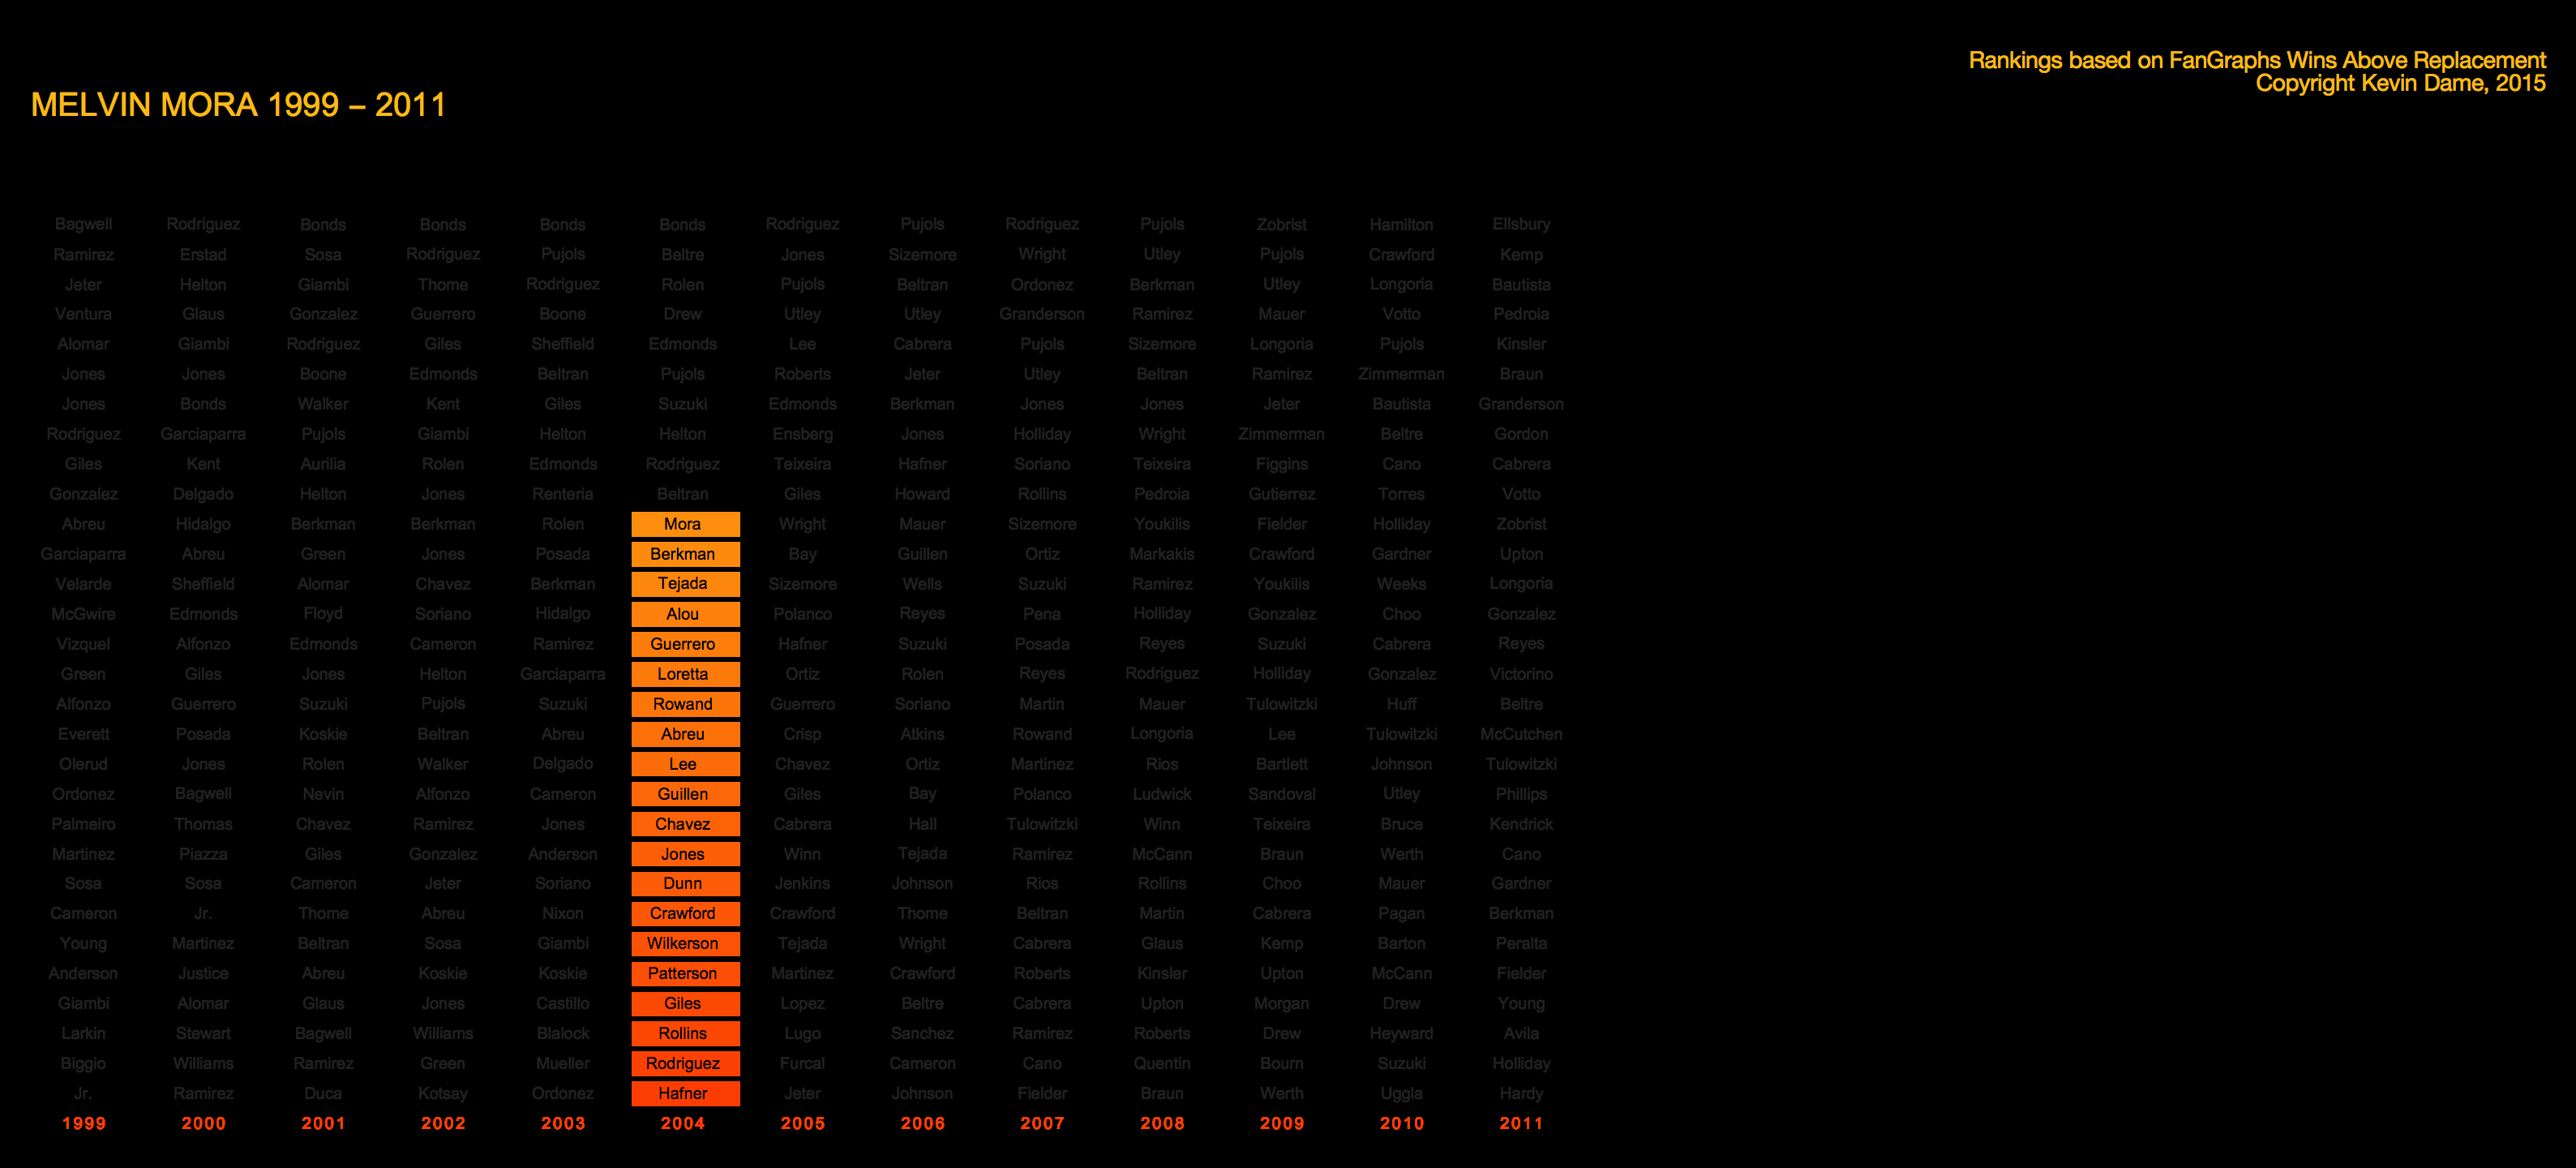 Rankings based on FanGraphs Wins Above Replacement
Copyright Kevin Dame, 2015
MELVIN MORA 1999 – 2011
Bagwell Rodriguez Bonds Bonds Bonds Bonds Rodriguez Pujols Rodriguez Pujols Zobrist Hamilton Ellsbury
Ramirez Erstad Sosa Rodriguez Pujols Beltre Jones Sizemore Wright Utley Pujols Crawford Kemp
Jeter Helton Giambi Thome Rodriguez Rolen Pujols Beltran Ordonez Berkman Utley Longoria Bautista
Ventura Glaus Gonzalez Guerrero Boone Drew Utley Utley Granderson Ramirez Mauer Votto Pedroia
Alomar Giambi Rodriguez Giles Sheffield Edmonds Lee Cabrera Pujols Sizemore Longoria Pujols Kinsler
Jones Jones Boone Edmonds Beltran Pujols Roberts Jeter Utley Beltran Ramirez Zimmerman Braun
Jones Bonds Walker Kent Giles Suzuki Edmonds Berkman Jones Jones Jeter Bautista Granderson
Rodriguez Garciaparra Pujols Giambi Helton Helton Ensberg Jones Holliday Wright Zimmerman Beltre Gordon
Giles Kent Aurilia Rolen Edmonds Rodriguez Teixeira Hafner Soriano Teixeira Figgins Cano Cabrera
Gonzalez Delgado Helton Jones Renteria Beltran Giles Howard Rollins Pedroia Gutierrez Torres Votto
Abreu Hidalgo Berkman Berkman Rolen Mora Wright Mauer Sizemore Youkilis Fielder Holliday Zobrist
Garciaparra Abreu Green Jones Posada Berkman Bay Guillen Ortiz Markakis Crawford Gardner Upton
Velarde Sheffield Alomar Chavez Berkman Tejada Sizemore Wells Suzuki Ramirez Youkilis Weeks Longoria
McGwire Edmonds Floyd Soriano Hidalgo Alou Polanco Reyes Pena Holliday Gonzalez Choo Gonzalez
Vizquel Alfonzo Edmonds Cameron Ramirez Guerrero Hafner Suzuki Posada Reyes Suzuki Cabrera Reyes
Green Giles Jones Helton Garciaparra Loretta Ortiz Rolen Reyes Rodriguez Holliday Gonzalez Victorino
Alfonzo Guerrero Suzuki Pujols Suzuki Rowand Guerrero Soriano Martin Mauer Tulowitzki Huff Beltre
Everett Posada Koskie Beltran Abreu Abreu Crisp Atkins Rowand Longoria Lee Tulowitzki McCutchen
Olerud Jones Rolen Walker Delgado Lee Chavez Ortiz Martinez Rios Bartlett Johnson Tulowitzki
Ordonez Bagwell Nevin Alfonzo Cameron Guillen Giles Bay Polanco Ludwick Sandoval Utley Phillips
Palmeiro Thomas Chavez Ramirez Jones Chavez Cabrera Hall Tulowitzki Winn Teixeira Bruce Kendrick
Martinez Piazza Giles Gonzalez Anderson Jones Winn Tejada Ramirez McCann Braun Werth Cano
Sosa Sosa Cameron Jeter Soriano Dunn Jenkins Johnson Rios Rollins Choo Mauer Gardner
Cameron Jr. Thome Abreu Nixon Crawford Crawford Thome Beltran Martin Cabrera Pagan Berkman
Young Martinez Beltran Sosa Giambi Wilkerson Tejada Wright Cabrera Glaus Kemp Barton Peralta
Anderson Justice Abreu Koskie Koskie Patterson Martinez Crawford Roberts Kinsler Upton McCann Fielder
Giambi Alomar Glaus Jones Castillo Giles Lopez Beltre Cabrera Upton Morgan Drew Young
Larkin Stewart Bagwell Williams Blalock Rollins Lugo Sanchez Ramirez Roberts Drew Heyward Avila
Biggio Williams Ramirez Green Mueller Rodriguez Furcal Cameron Cano Quentin Bourn Suzuki Holliday
Jr. Ramirez Duca Kotsay Ordonez Hafner Jeter Johnson Fielder Braun Werth Uggla Hardy
1999 2000 2001 2002 2003 2004 2005 2006 2007 2008 2009 2010 2011